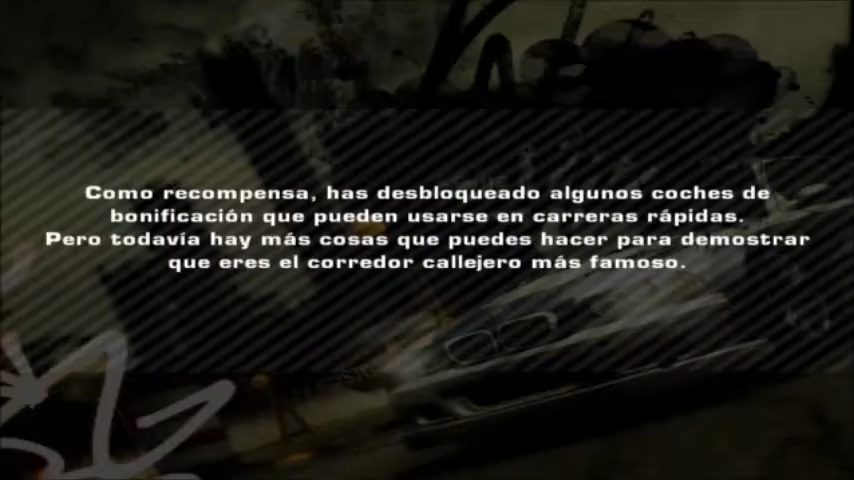 Como recompensa, has desbloqueado algunos coches de
bonificación que pueden usarse en carreras rápidas.
Pero todavía hay más cosas que puedes hacer para demostrar
que eres el corredor callejero más famoso.